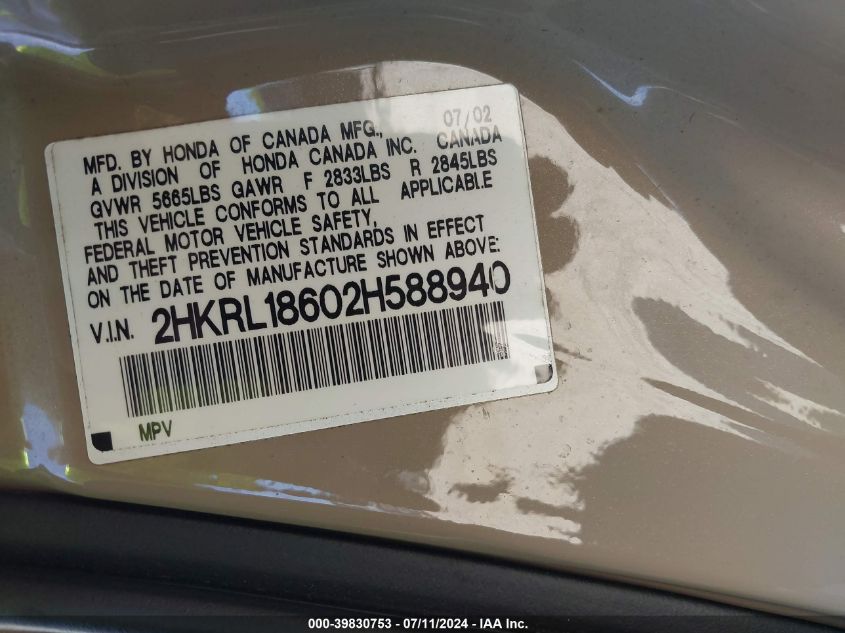 07/02
MFD. BY HONDA OF CANADA MFG.,
A DIVISION OF HONDA CANADA INC. CANADA
GVWR 5665LBS GAWR F 2833LBS R 2845LBS
THIS VEHICLE CONFORMS TO ALL APPLICABLE
FEDERAL MOTOR VEHICLE SAFETY,
AND THEFT PREVENTION STANDARDS IN EFFECT
ON THE DATE OF MANUFACTURE SHOWN ABOVE:
V.I.N. 2HKRL18602H588940
MPV
000-39830753 - 07/11/2024 - IAA Inc.